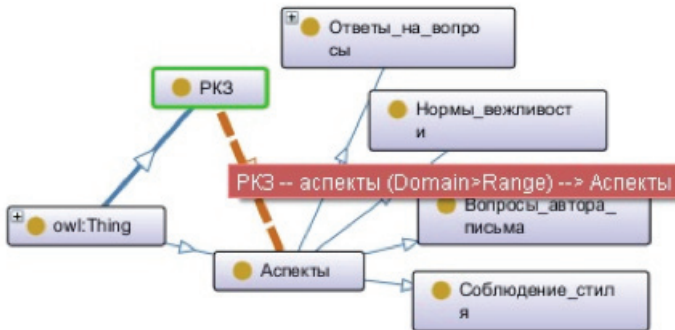 Ответы_на_вопро
сы
РКЗ
Нормы_вежливост
и
РКЗ -- аспекты (Domain>Range) --> Аспекты
Вопросы_автора_
письма
owl:Thing
Аспекты
Соблюдение_стил
я